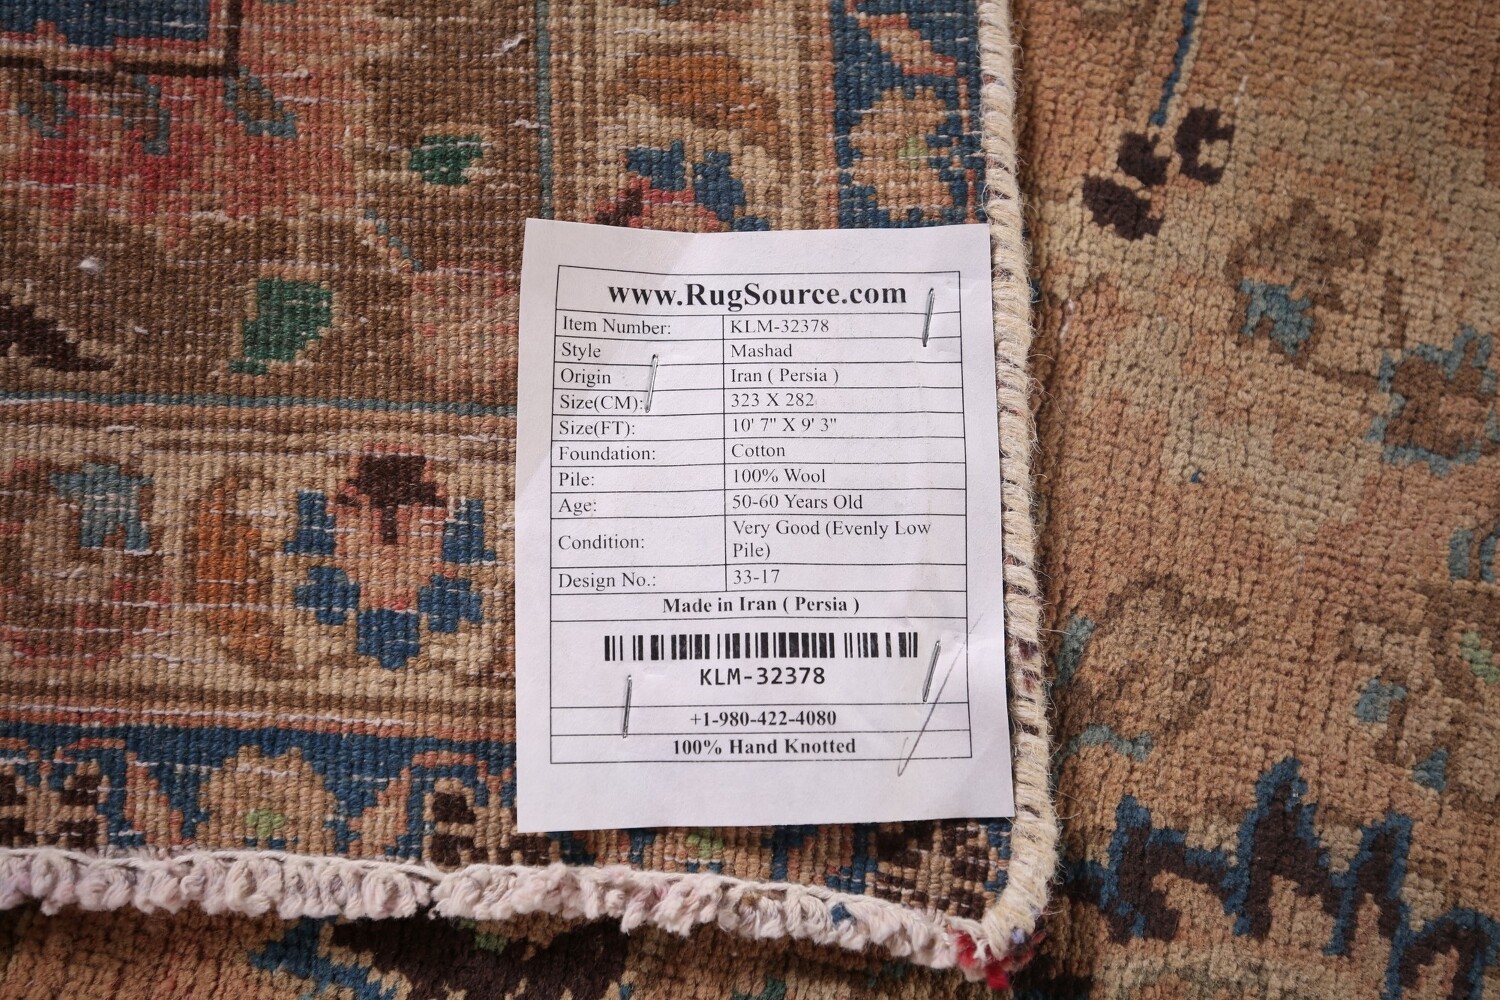 www.RugSource.com
Item Number: KLM-32378
Style Mashad
Origin Iran ( Persia )
Size(CM): 323 X 282
Size(FT): 10' 7" X 9' 3"
Foundation: Cotton
Pile: 100% Wool
Age: 50-60 Years Old
Condition: Very Good (Evenly Low
Pile)
Design No.: 33-17
Made in Iran ( Persia )
KLM-32378
+1-980-422-4080
100% Hand Knotted